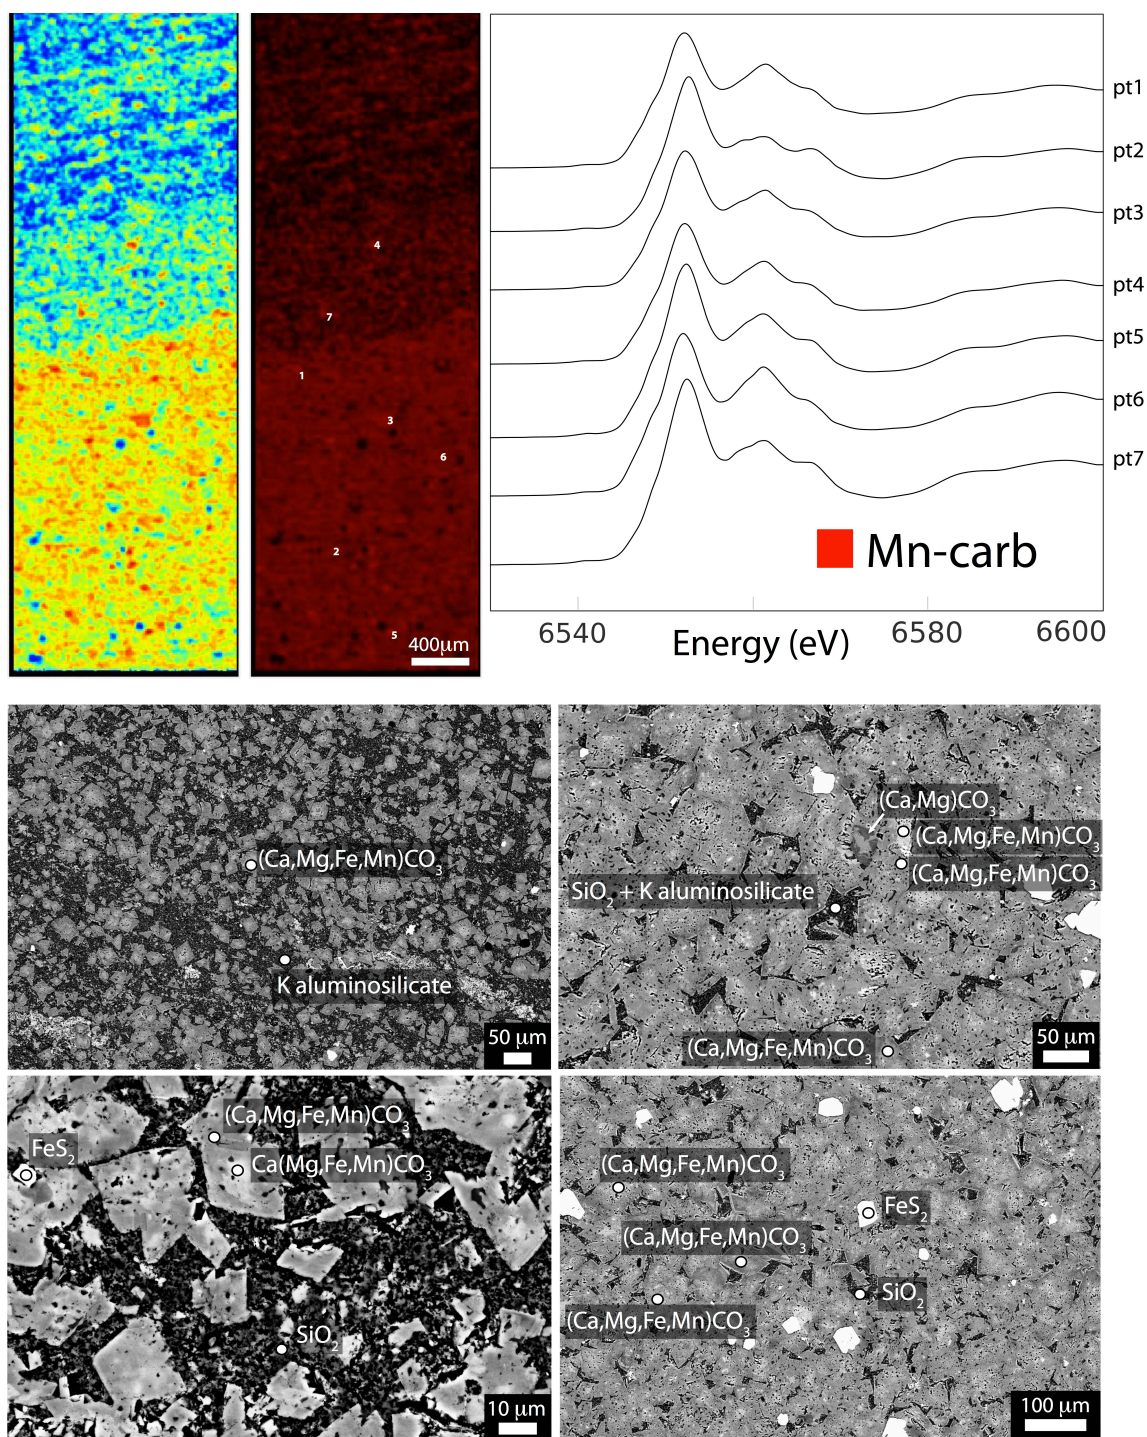 4
7
1
3
6
2
5
400μm
pt1
pt2
pt3
pt4
pt5
pt6
pt7
Mn-carb
6540
6580
6600
Energy (eV)
(Ca,Mg,Fe,Mn)CO3
K aluminosilicate
50 μm
(Ca,Mg)CO3
(Ca,Mg,Fe,Mn)CO3
(Ca,Mg,Fe,Mn)CO3
SiO2 + K aluminosilicate
(Ca,Mg,Fe,Mn)CO3
50 μm
(Ca,Mg,Fe,Mn)CO3
FeS2
Ca(Mg,Fe,Mn)CO3
SiO2
10 μm
(Ca,Mg,Fe,Mn)CO3
FeS2
(Ca,Mg,Fe,Mn)CO3
SiO2
(Ca,Mg,Fe,Mn)CO3
100 μm